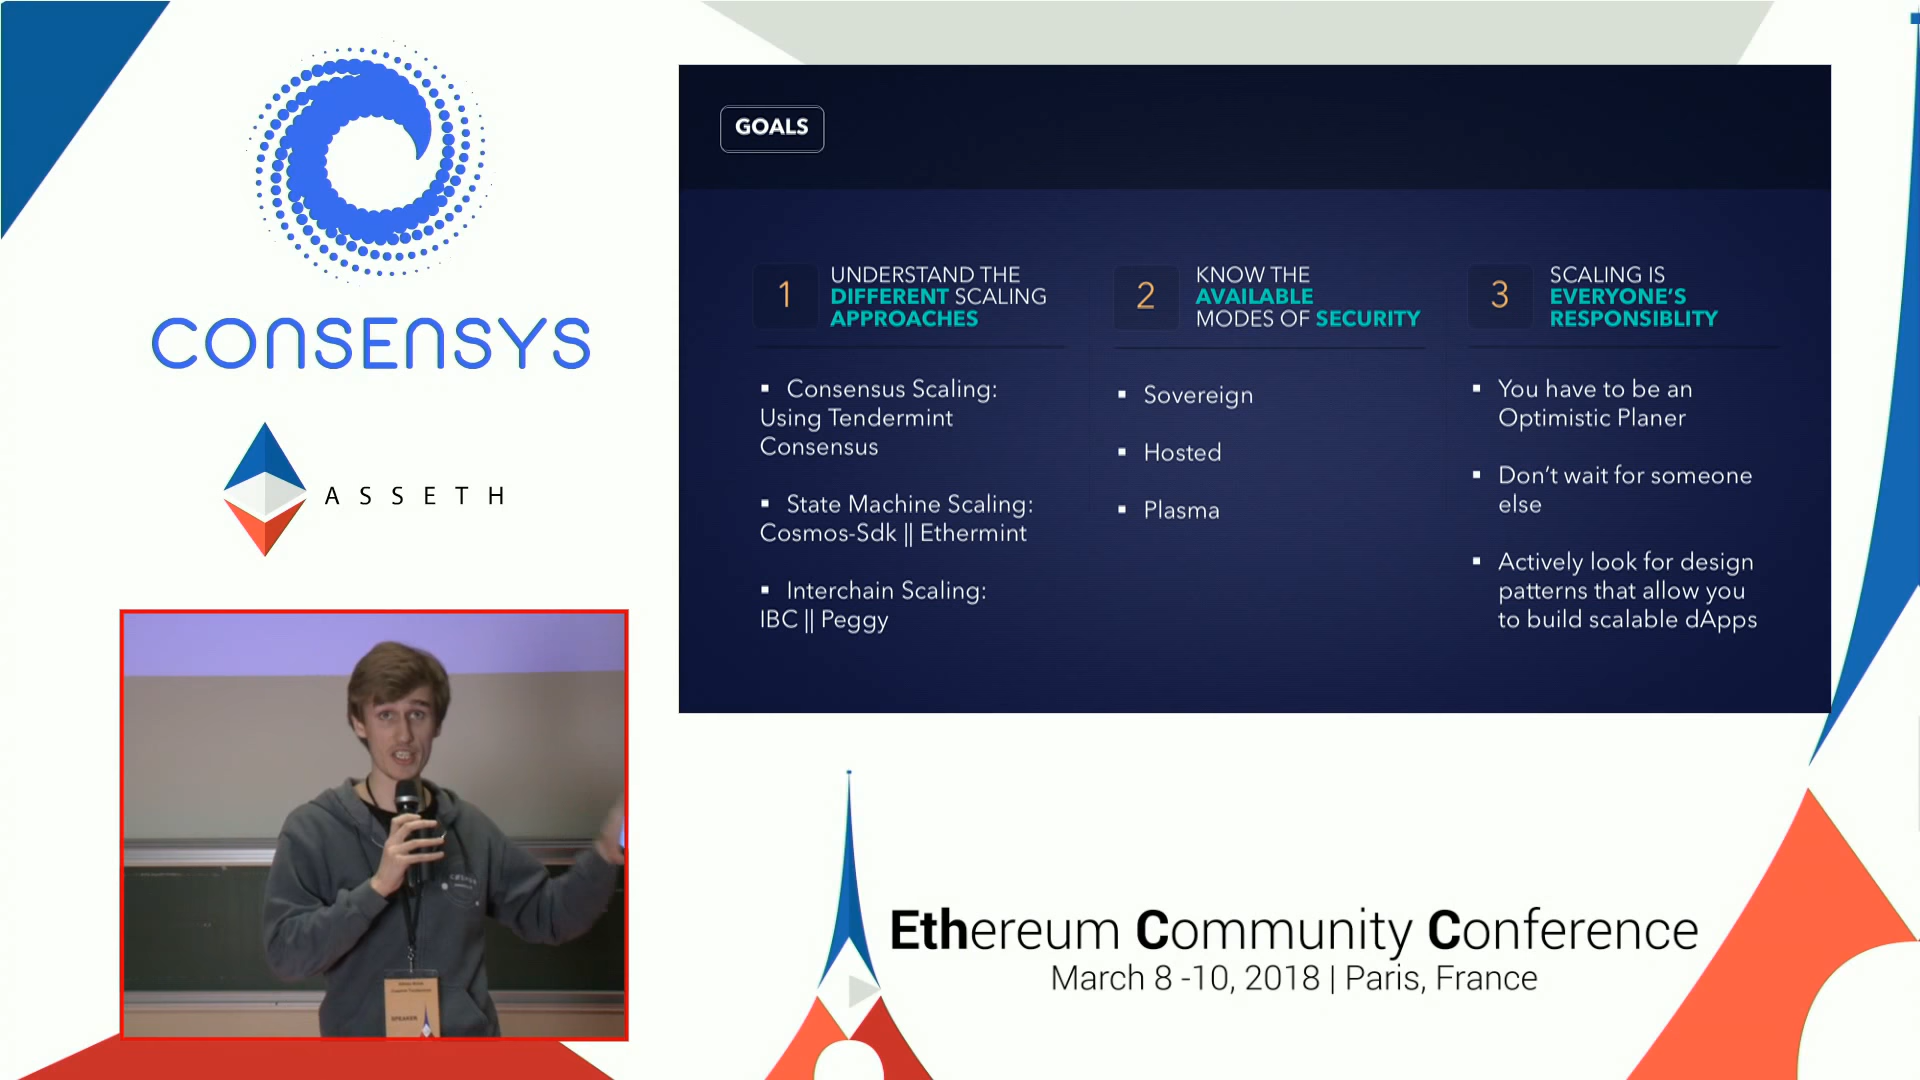 CONSENSYS
ASSETH
GOALS
1
UNDERSTAND THE
DIFFERENT SCALING
APPROACHES
▪ Consensus Scaling:
Using Tendermint
Consensus
▪ State Machine Scaling:
Cosmos-Sdk || Ethermint
▪ Interchain Scaling:
IBC || Peggy
2
KNOW THE
AVAILABLE
MODES OF SECURITY
▪ Sovereign
▪ Hosted
▪ Plasma
3
SCALING IS
EVERYONE'S
RESPONSIBLITY
▪ You have to be an
Optimistic Planer
▪ Don't wait for someone
else
▪ Actively look for design
patterns that allow you
to build scalable dApps
SPEAKER
Ethereum Community Conference
March 8 -10, 2018 | Paris, France